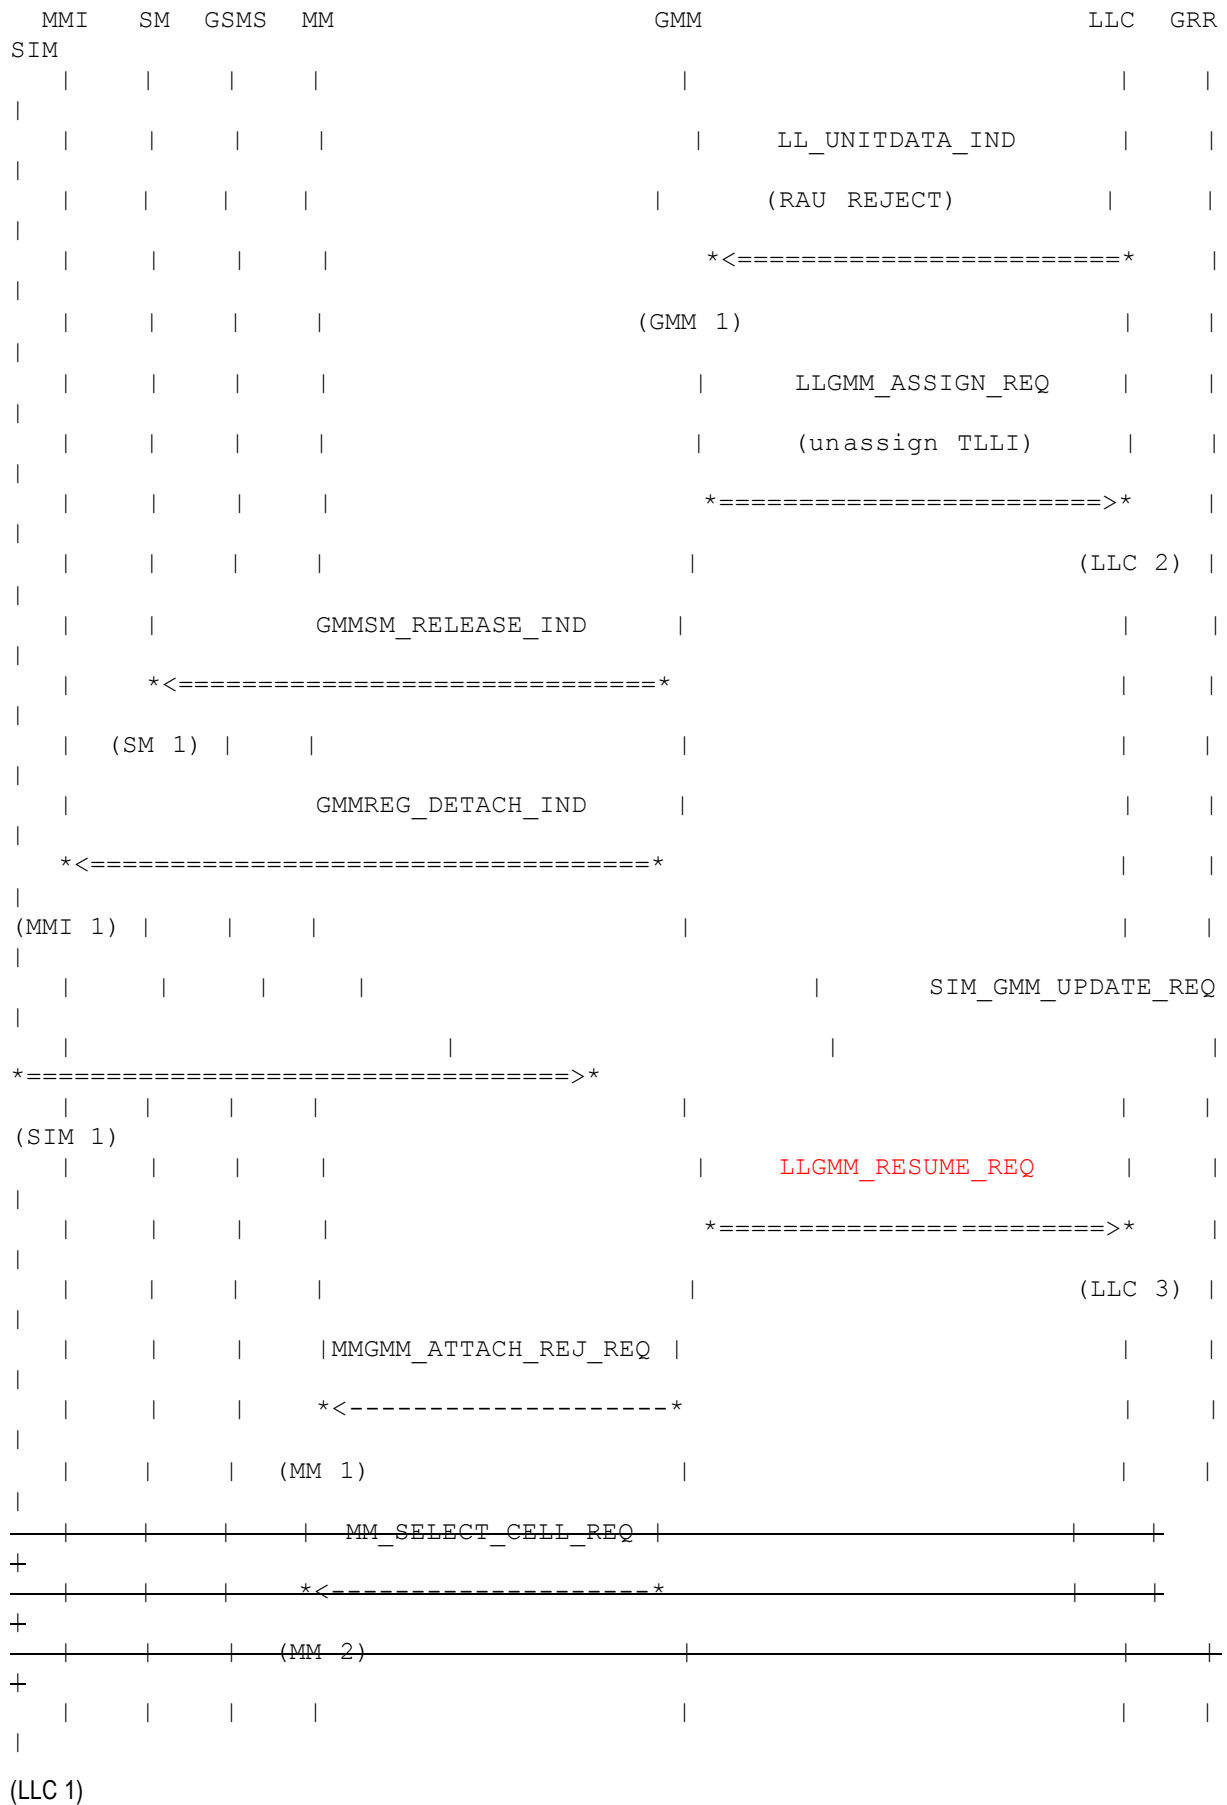 MMI SM GSMS MM GMM LLC GRR
SIM
| | | | | | |
|
| | | | | LL_UNITDATA_IND | |
|
| | | | | (RAU REJECT) | |
|
| | | | *<========================* |
|
| | | | (GMM 1) | |
|
| | | | | LLGMM_ASSIGN_REQ | |
|
| | | | | (unassign TLLI) | |
|
| | | | *========================>* |
|
| | | | | (LLC 2) |
|
| | GMMSM_RELEASE_IND | | |
|
| *<==============================* | |
|
| (SM 1) | | | | |
|
| GMMREG_DETACH_IND | | |
|
*<===================================* | |
|
(MMI 1) | | | | | |
|
| | | | | SIM_GMM_UPDATE_REQ
|
| | | |
*==================================>*
| | | | | | |
(SIM 1)
| | | | | LLGMM_RESUME_REQ | |
|
| | | | *========================>* |
|
| | | | | (LLC 3) |
|
| | | |MMGMM_ATTACH_REJ_REQ | | |
|
| | | *<--------------------* | |
|
| | | (MM 1) | | |
|
| | | | MM_SELECT_CELL_REQ | | |
|
| | | *<--------------------* | |
|
| | | (MM 2) | | |
|
| | | | | | |
|
(LLC 1)